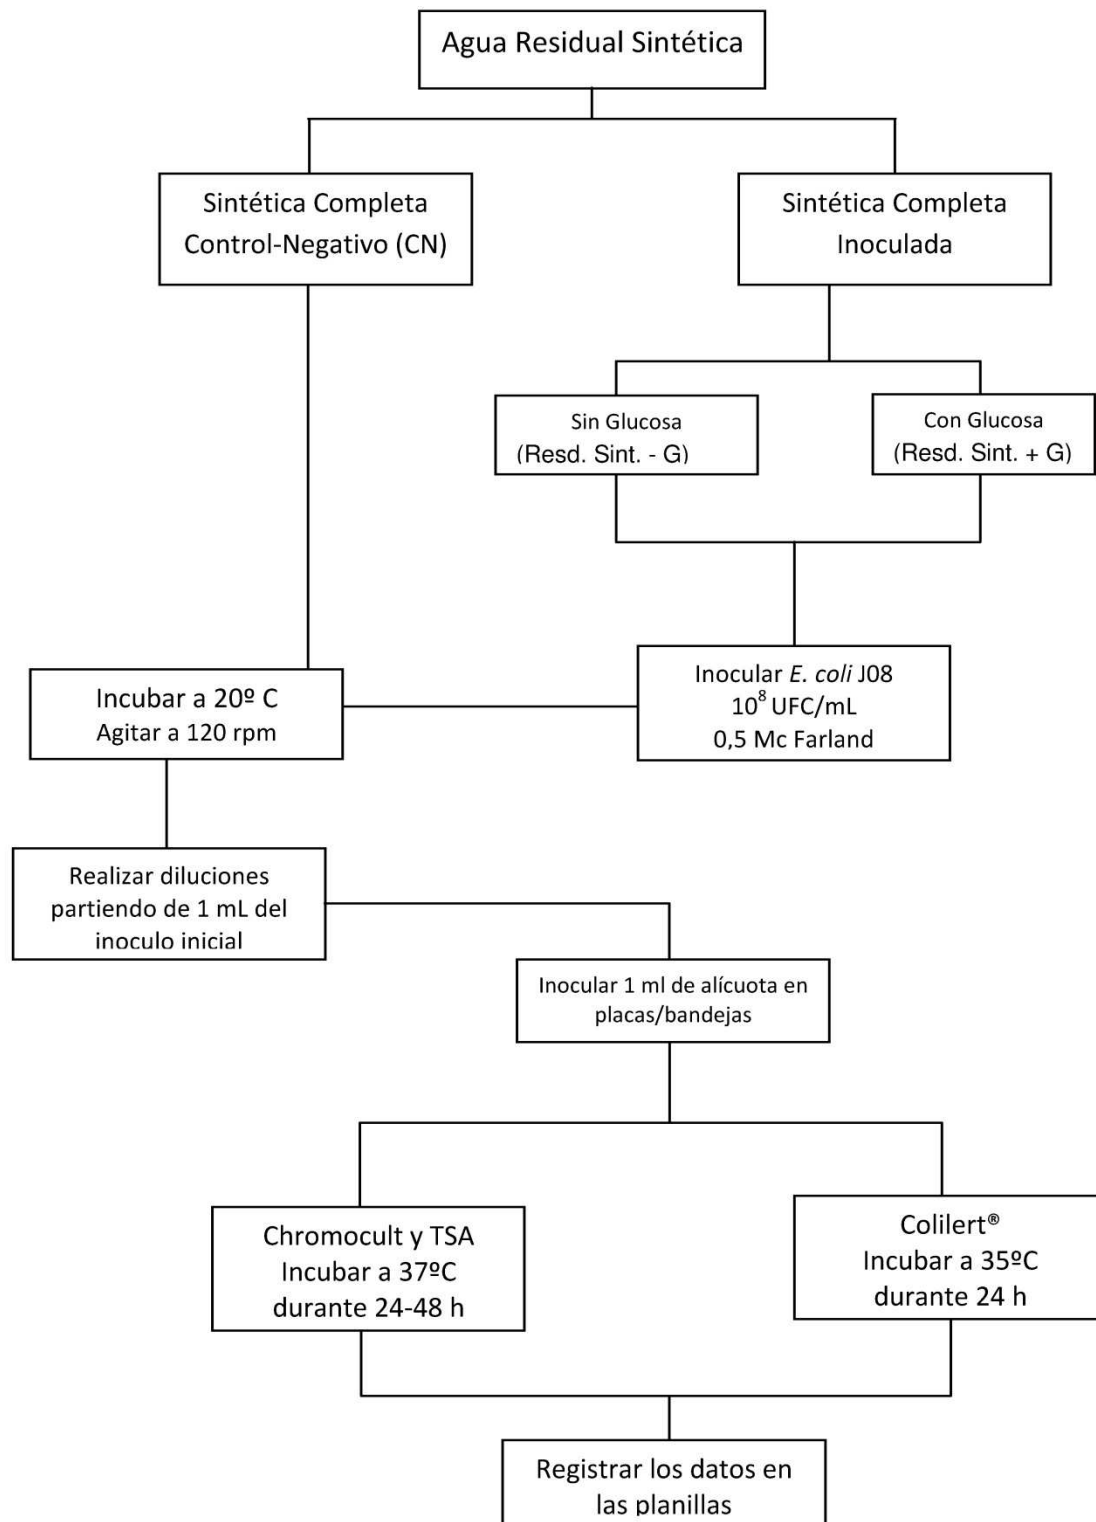 Agua Residual Sintética
Sintética Completa
Control-Negativo (CN)
Sintética Completa
Inoculada
Sin Glucosa
(Resd. Sint. - G)
Con Glucosa
(Resd. Sint. + G)
Incubar a 20º C
Agitar a 120 rpm
Inocular E. coli J08
10⁸ UFC/mL
0,5 Mc Farland
Realizar diluciones
partiendo de 1 mL del
inoculo inicial
Inocular 1 ml de alícuota en
placas/bandejas
Chromocult y TSA
Incubar a 37ºC
durante 24-48 h
Colilert®
Incubar a 35ºC
durante 24 h
Registrar los datos en
las planillas